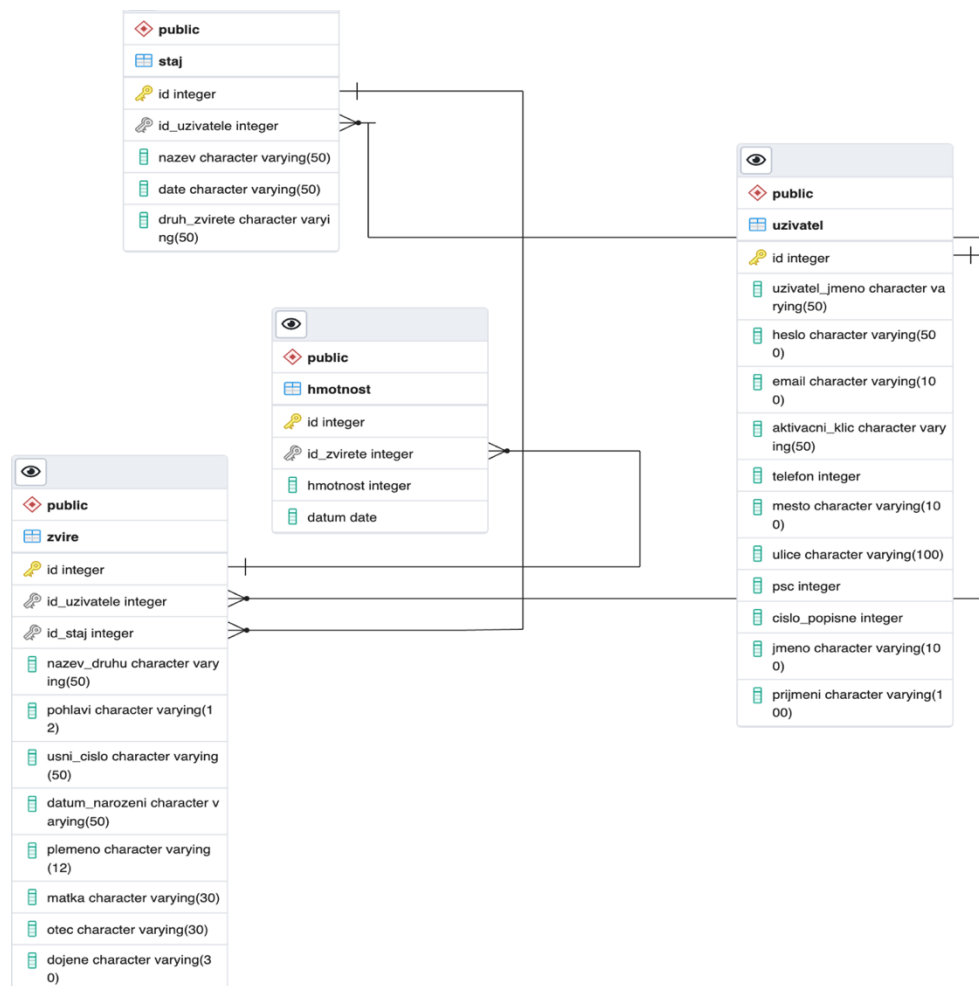 public
staj
id integer
id_uzivatele integer
nazev character varying(50)
date character varying(50)
druh_zvirete character varyi
ng(50)
public
hmotnost
id integer
id_zvirete integer
hmotnost integer
datum date
public
zvire
id integer
id_uzivatele integer
id_staj integer
nazev_druhu character vary
ing(50)
pohlavi character varying(1
2)
usni_cislo character varying
(50)
datum_narozeni character v
arying(50)
plemeno character varying
(12)
matka character varying(30)
otec character varying(30)
dojene character varying(3
0)
public
uzivatel
id integer
uzivatel_jmeno character va
rying(50)
heslo character varying(50
0)
email character varying(10
0)
aktivacni_klic character vary
ing(50)
telefon integer
mesto character varying(10
0)
ulice character varying(100)
psc integer
cislo_popisne integer
jmeno character varying(10
0)
prijmeni character varying(1
00)